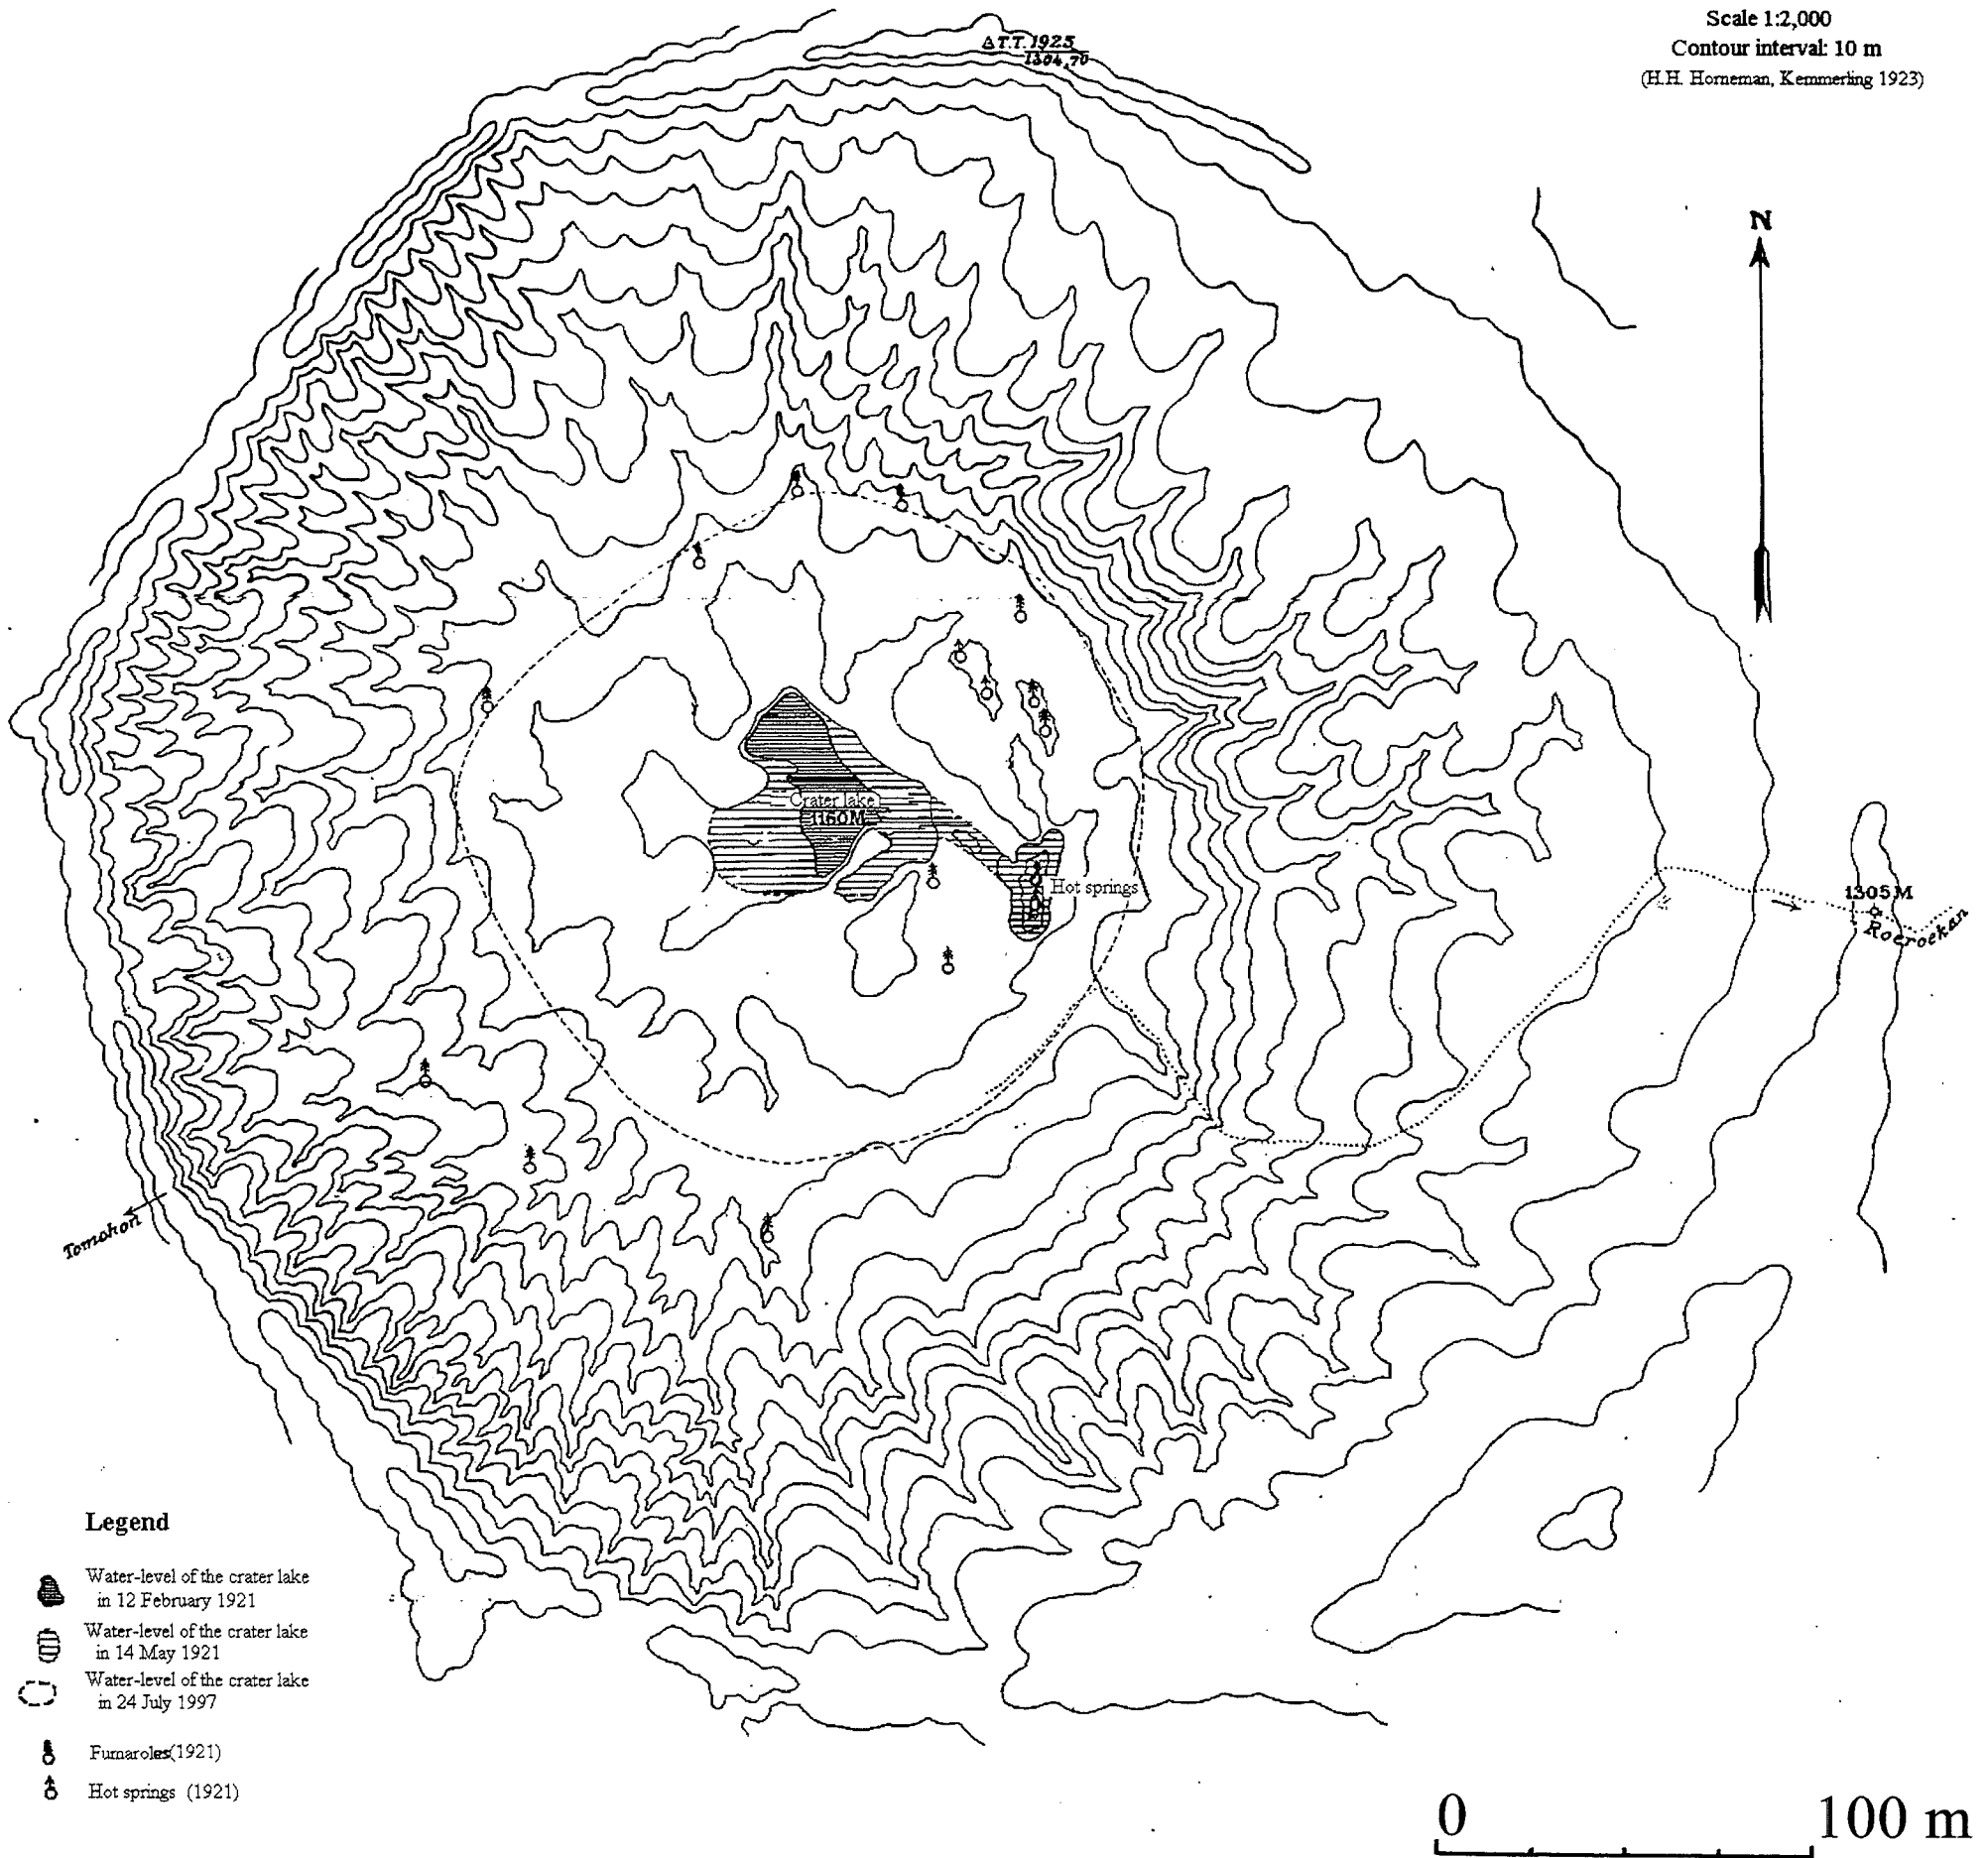 Scale 1:2,000
Contour interval: 10 m
(H.H. Horneman, Kemmerling 1923)
T.T. 1925
1304,70
N
Crater lake
1160 M
Hot springs
1305 M
Roeroekan
Tomohon
Legend
Water-level of the crater lake
in 12 February 1921
Water-level of the crater lake
in 14 May 1921
Water-level of the crater lake
in 24 July 1997
Fumaroles(1921)
Hot springs (1921)
0 100 m